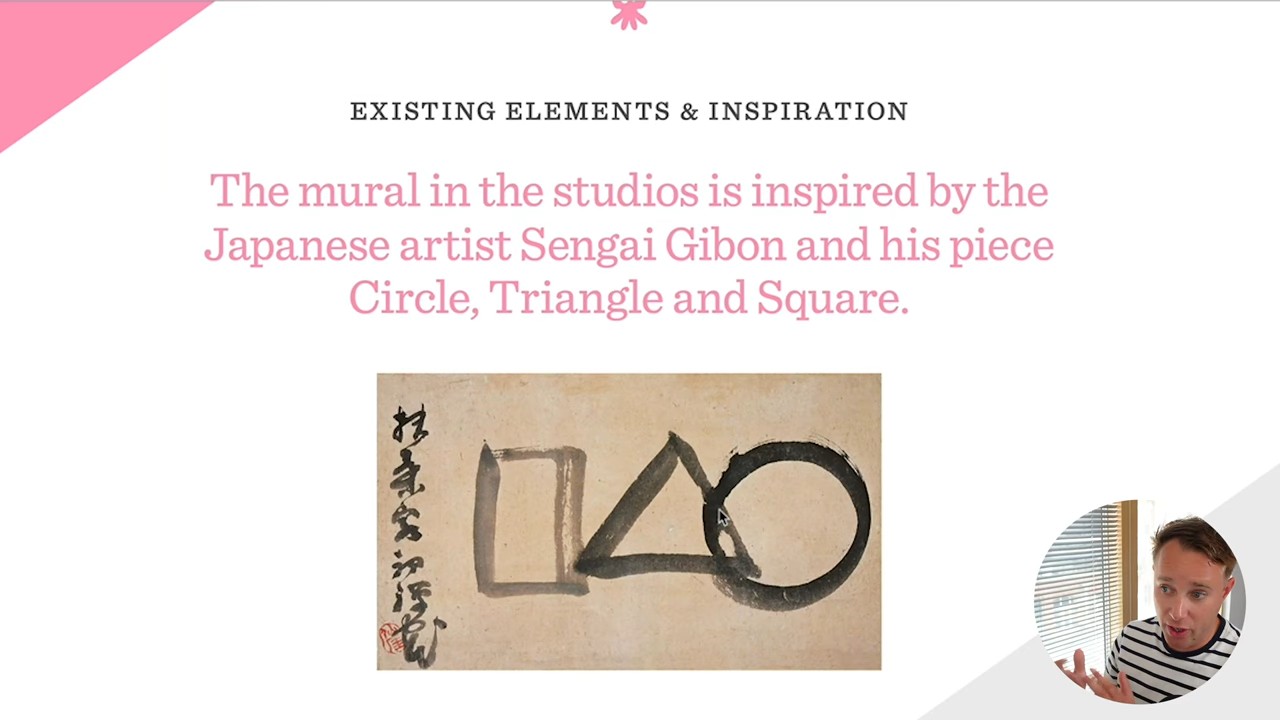 EXISTING ELEMENTS & INSPIRATION
The mural in the studios is inspired by the
Japanese artist Sengai Gibon and his piece
Circle, Triangle and Square.